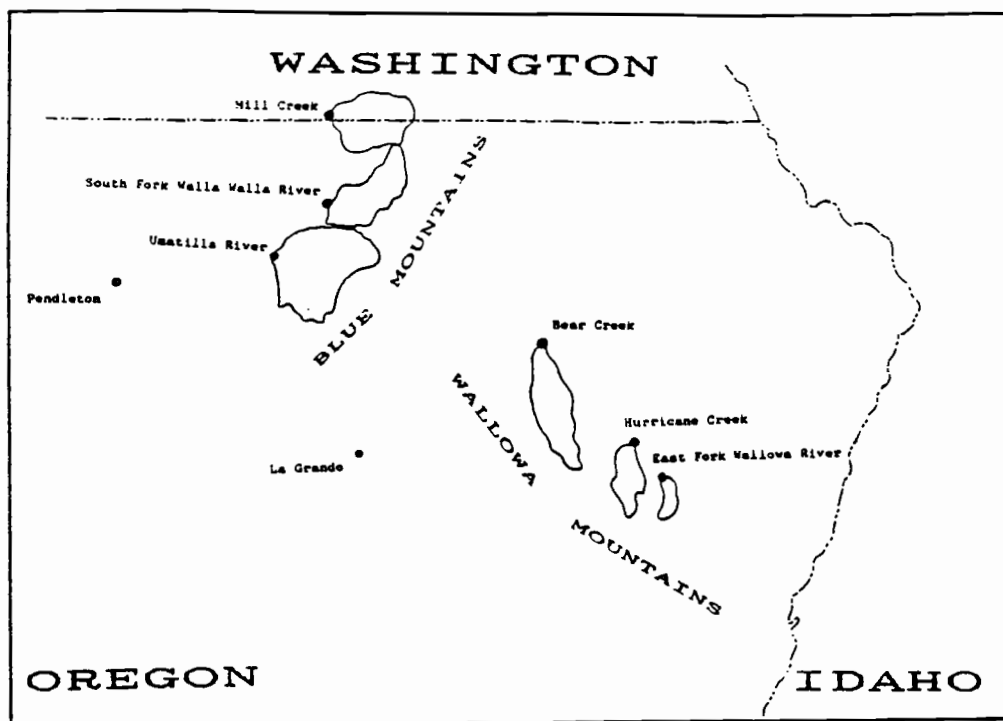 WASHINGTON
Mill Creek
South Fork Walla Walla River
Umatilla River
Pendleton
BLUE MOUNTAINS
Bear Creek
WALLOWA MOUNTAINS
Hurricane Creek
East Fork Wallowa River
La Grande
OREGON
IDAHO